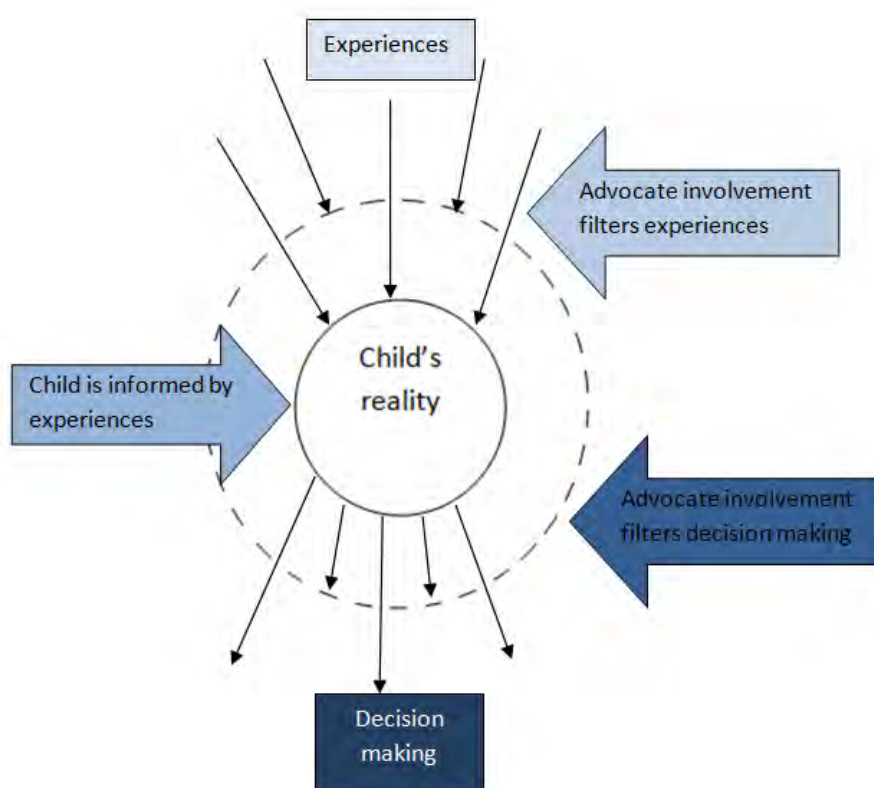 Experiences
Advocate involvement
filters experiences
Child's
reality
Child is informed by
experiences
Advocate involvement
filters decision making
Decision
making